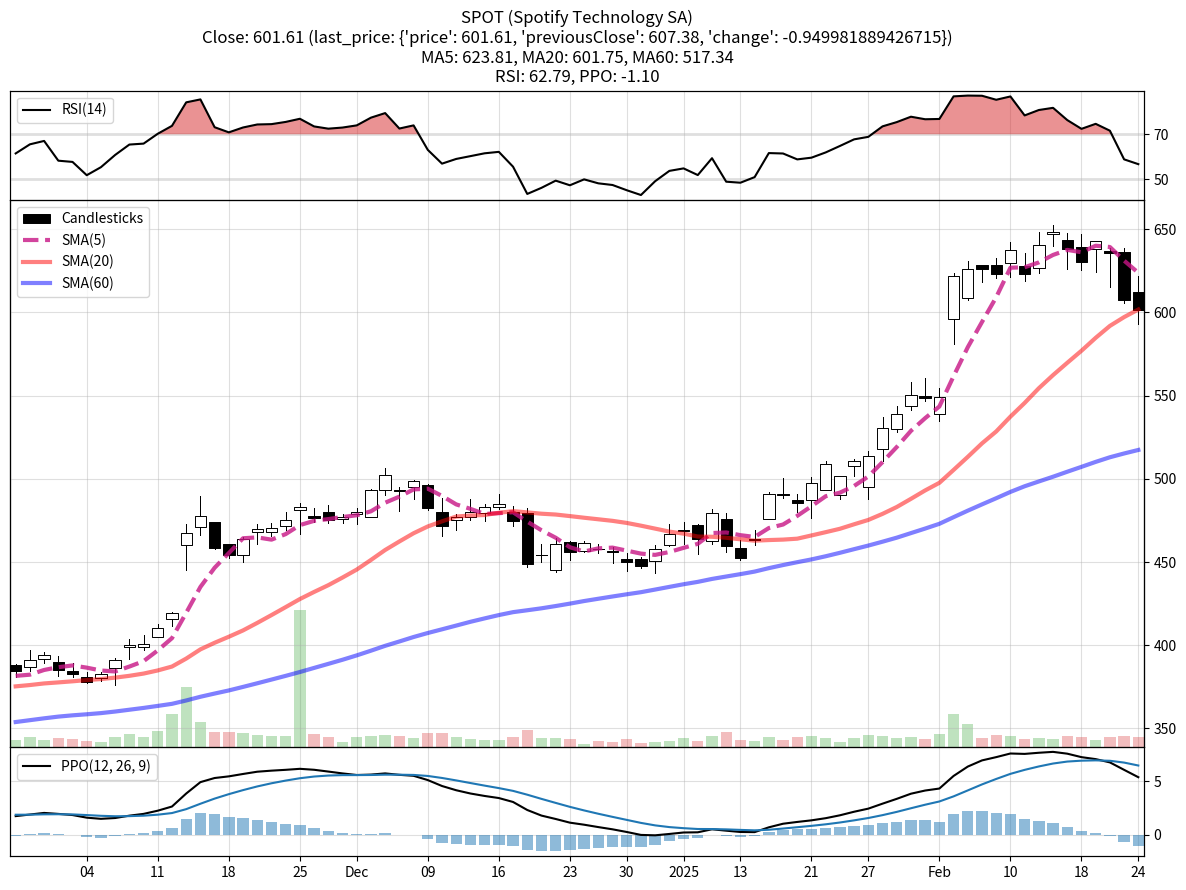 SPOT (Spotify Technology SA)
Close: 601.61 (last_price: {'price': 601.61, 'previousClose': 607.38, 'change': -0.949981889426715})
MA5: 623.81, MA20: 601.75, MA60: 517.34
RSI: 62.79, PPO: -1.10
RSI(14)
70
50
Candlesticks
SMA(5)
SMA(20)
SMA(60)
650
600
550
500
450
400
350
PPO(12, 26, 9)
5
0
04 11 18 25 Dec 09 16 23 30 2025 13 21 27 Feb 10 18 24